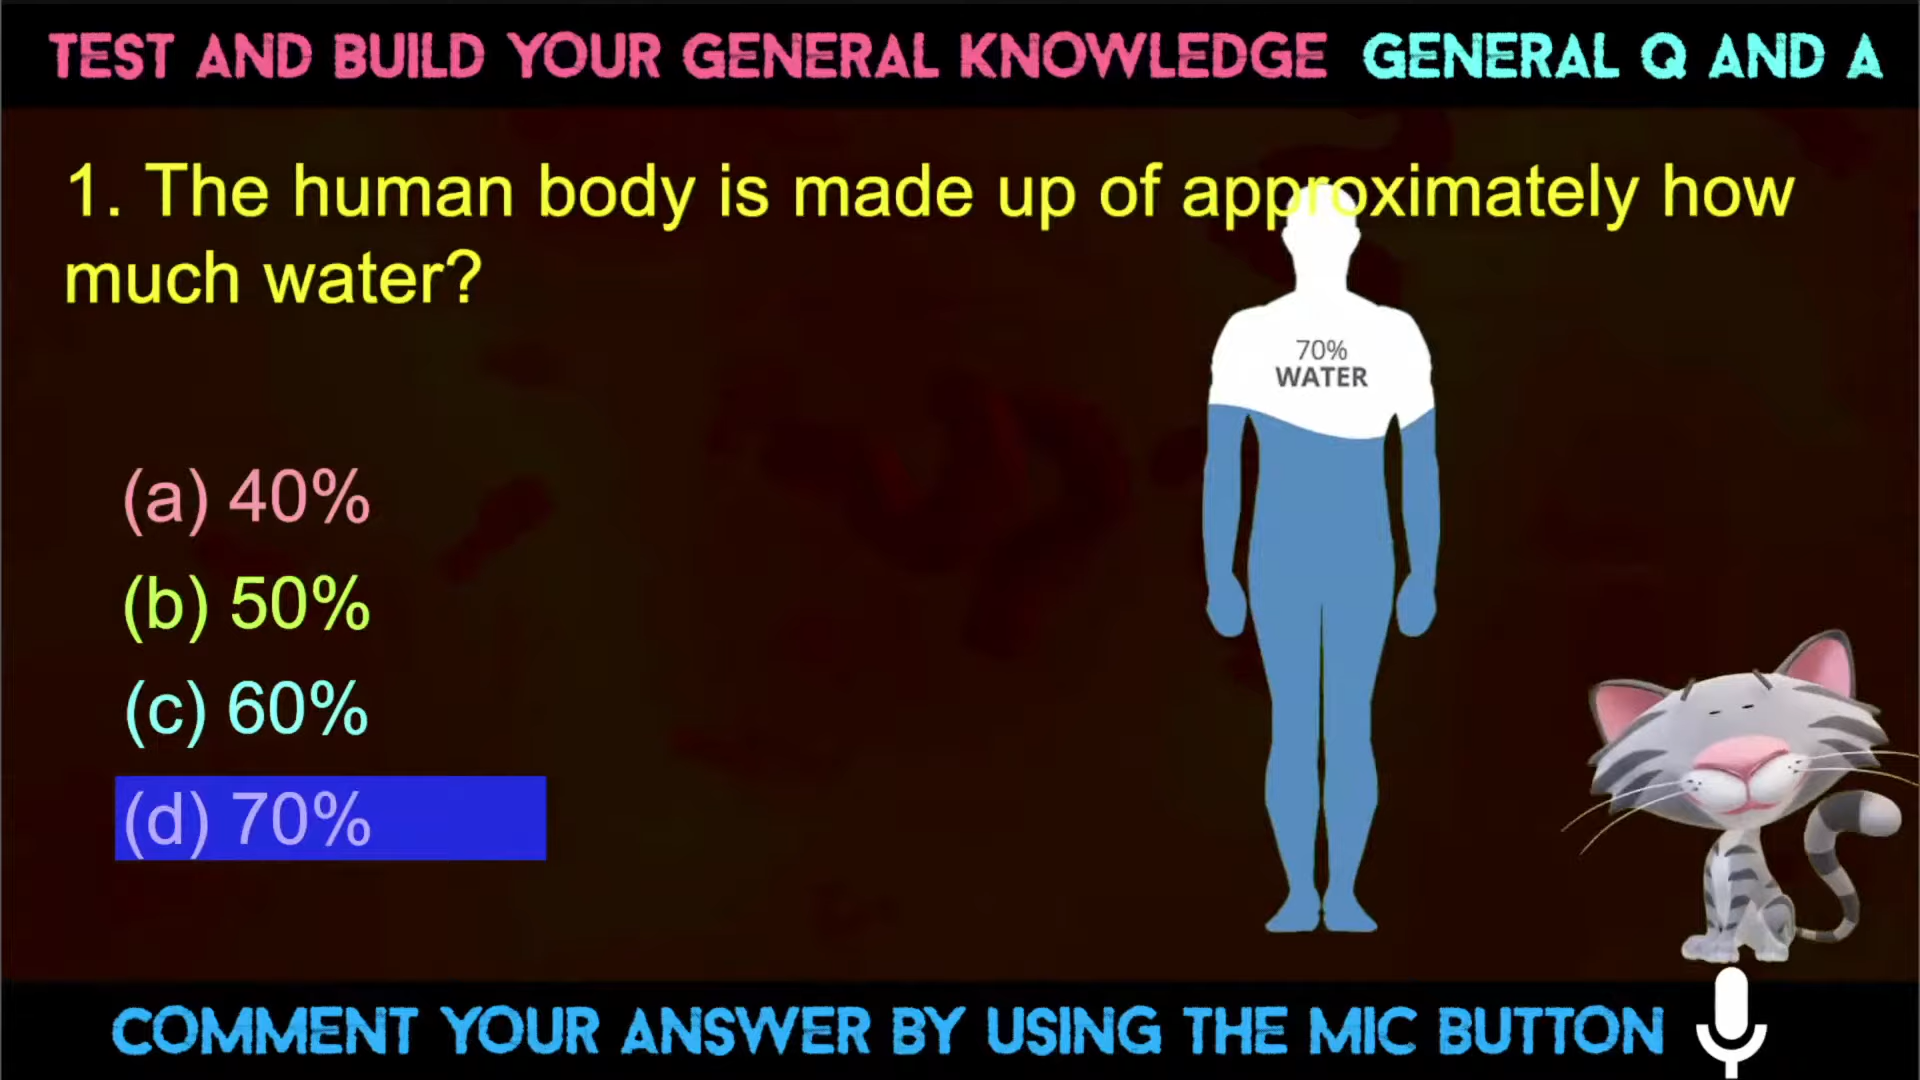 TEST AND BUILD YOUR GENERAL KNOWLEDGE GENERAL Q AND A
1. The human body is made up of approximately how
much water?
70%
WATER
(a) 40%
(b) 50%
(c) 60%
(d) 70%
COMMENT YOUR ANSWER BY USING THE MIC BUTTON